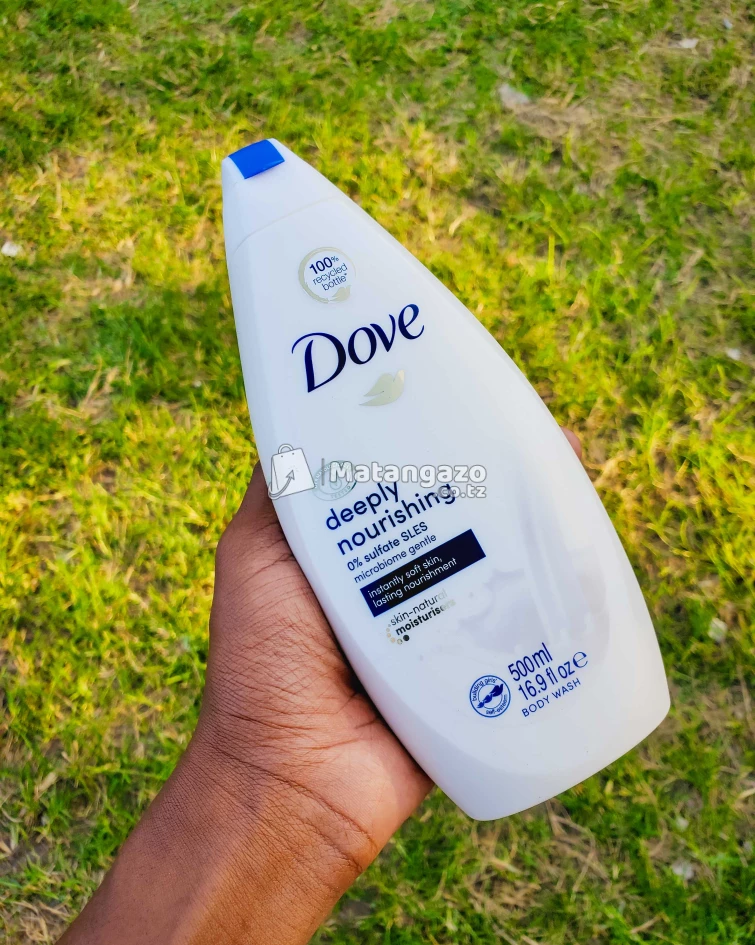 100%
recycled
bottle*
Dove
Matangazo
co.tz
deeply
nourishing
0% sulfate SLES
microbiome gentle
instantly soft skin,
lasting nourishment
skin-natural
moisturisers
500ml
16.9 fl oz e
BODY WASH